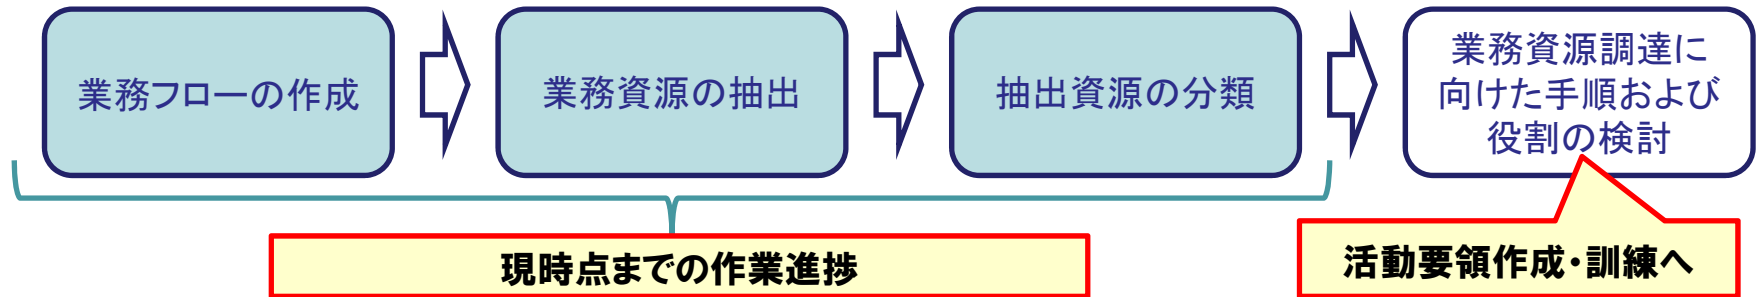 業務フローの作成
業務資源の抽出
抽出資源の分類
業務資源調達に
向けた手順および
役割の検討
現時点までの作業進捗
活動要領作成・訓練へ